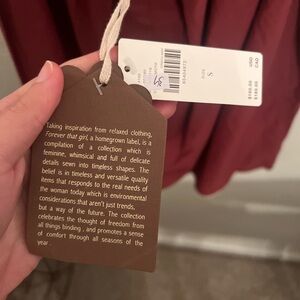 Taking inspiration from relaxed clothing,
Forever that girl, a homegrown label, is a
compilation of a collection which is
feminine, whimsical and full of delicate
details sewn into timeless shapes. The
belief is in timeless and versatile quality
items that responds to the real needs of
the woman today which is environmental
considerations that aren't just trends,
but a way of the future. The collection
celebrates the thought of freedom from
all things binding , and promotes a sense
of comfort through all seasons of the
year .
S
SIZE
USD
CAD